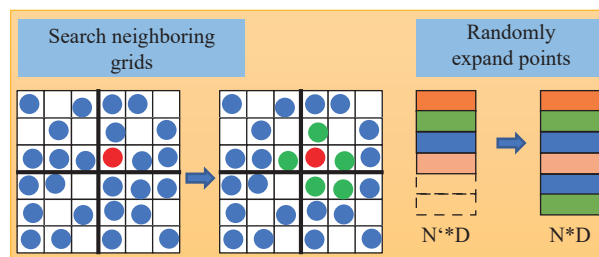 Search neighboring
grids
Randomly
expand points
N‘*D
N*D